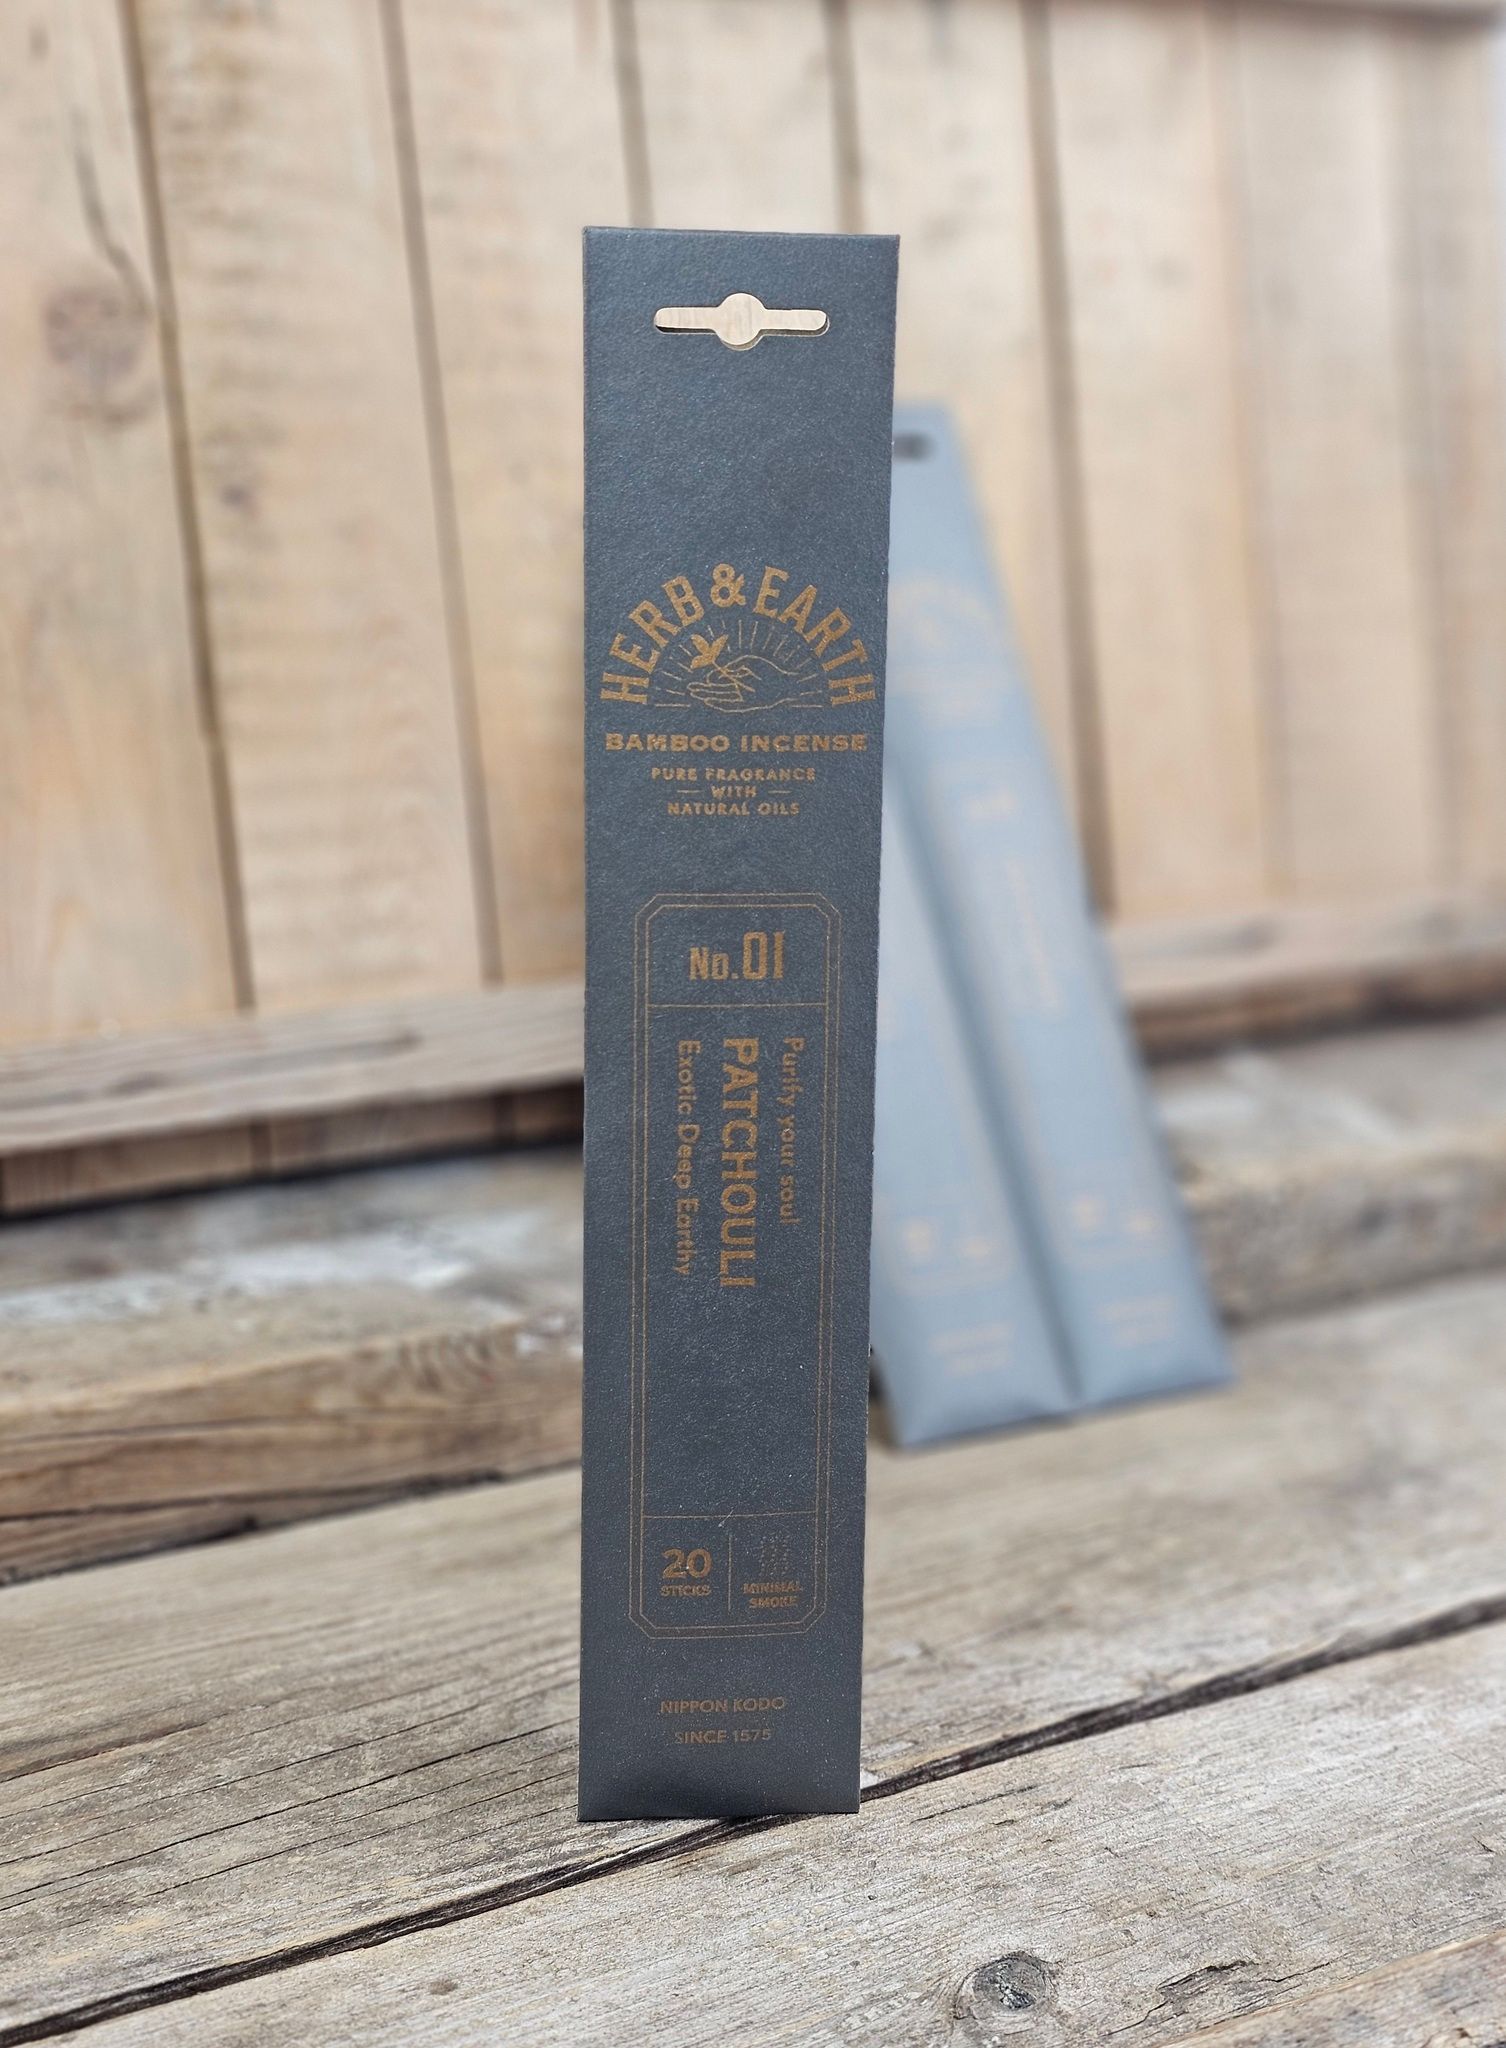 HERB & EARTH
BAMBOO INCENSE
PURE FRAGRANCE
— WITH —
NATURAL OILS
No.01
Purify your soul
PATCHOULI
Exotic Deep Earthy
20
STICKS
MINIMAL
SMOKE
NIPPON KODO
SINCE 1575